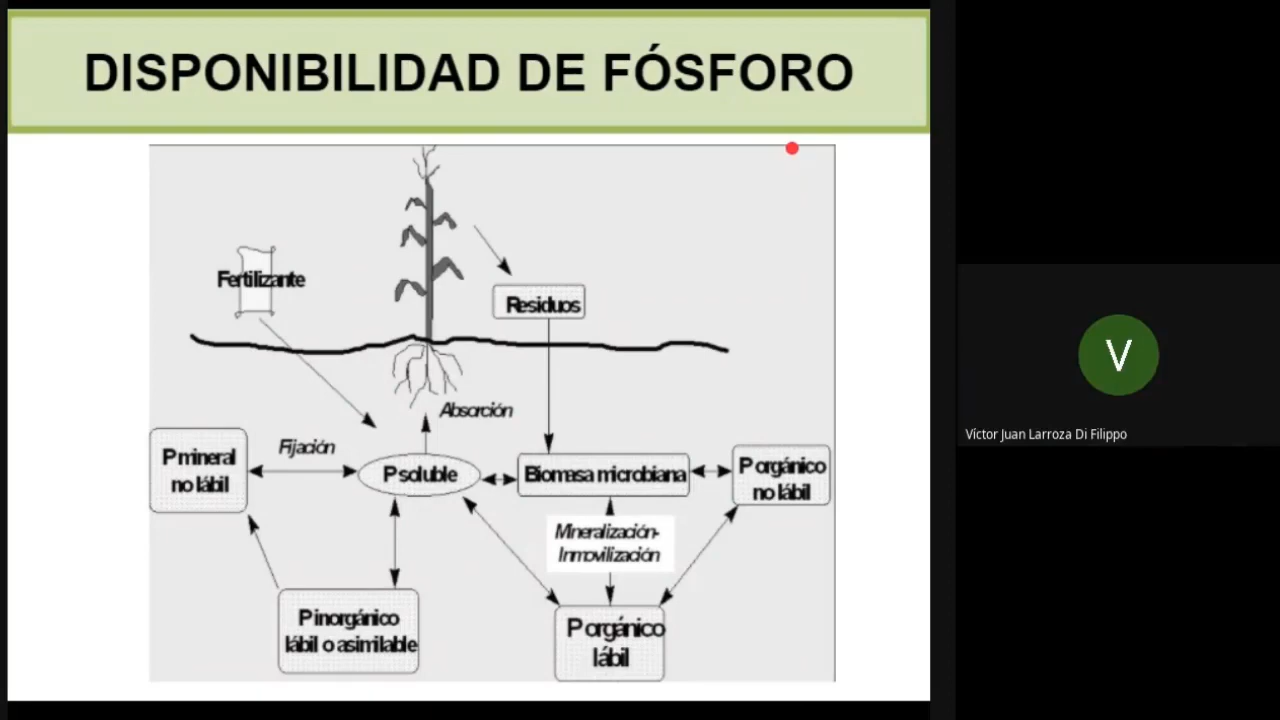 DISPONIBILIDAD DE FÓSFORO
Fertilizante
Residuos
Absorción
Fijación
P mineral
no lábil
P soluble
Biomasa microbiana
P orgánico
no lábil
Mineralización-
Inmovilización
P inorgánico
lábil o asimilable
P orgánico
lábil
V
Víctor Juan Larroza Di Filippo